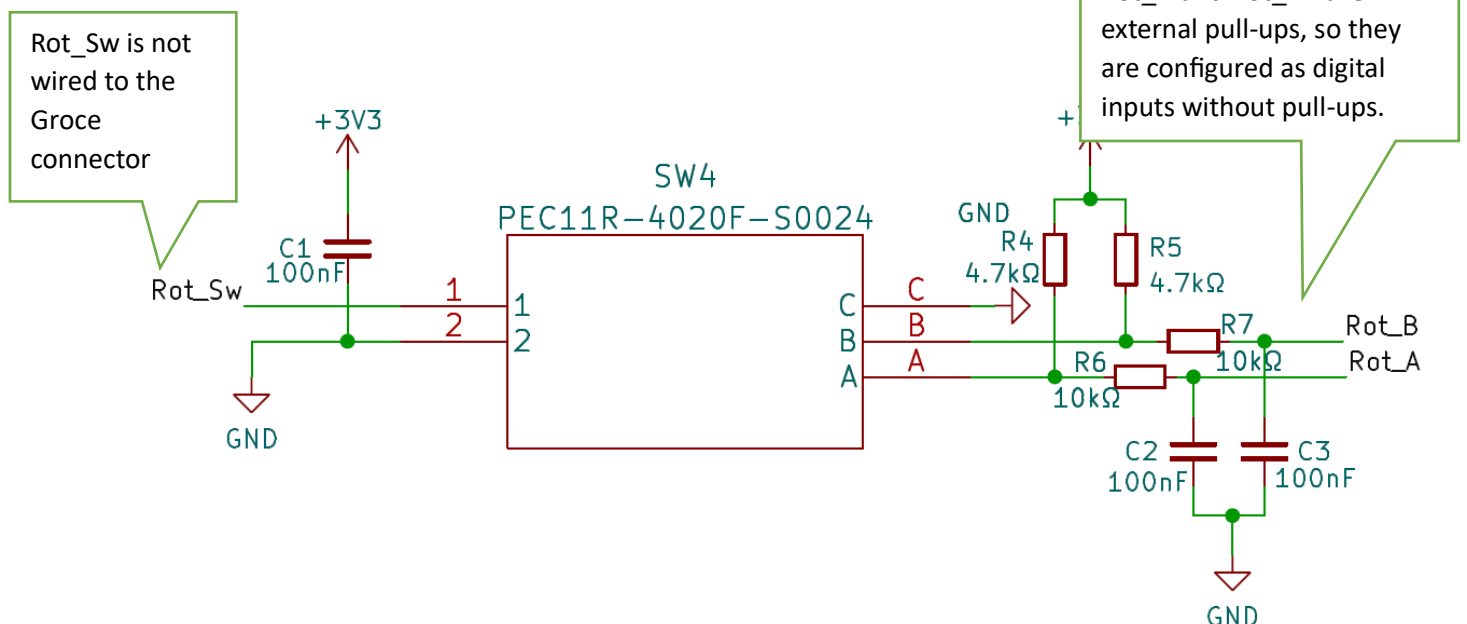 Rot_Sw is not
wired to the
Groce
connector
external pull-ups, so they
are configured as digital
inputs without pull-ups.
+3V3
SW4
PEC11R-4020F-S0024
GND
C1
100nF
R4
4.7kΩ
R5
4.7kΩ
Rot_Sw
1
1
2
2
C
C
B
B
A
A
R7
10kΩ
Rot_B
R6
10kΩ
Rot_A
GND
C2
100nF
C3
100nF
GND